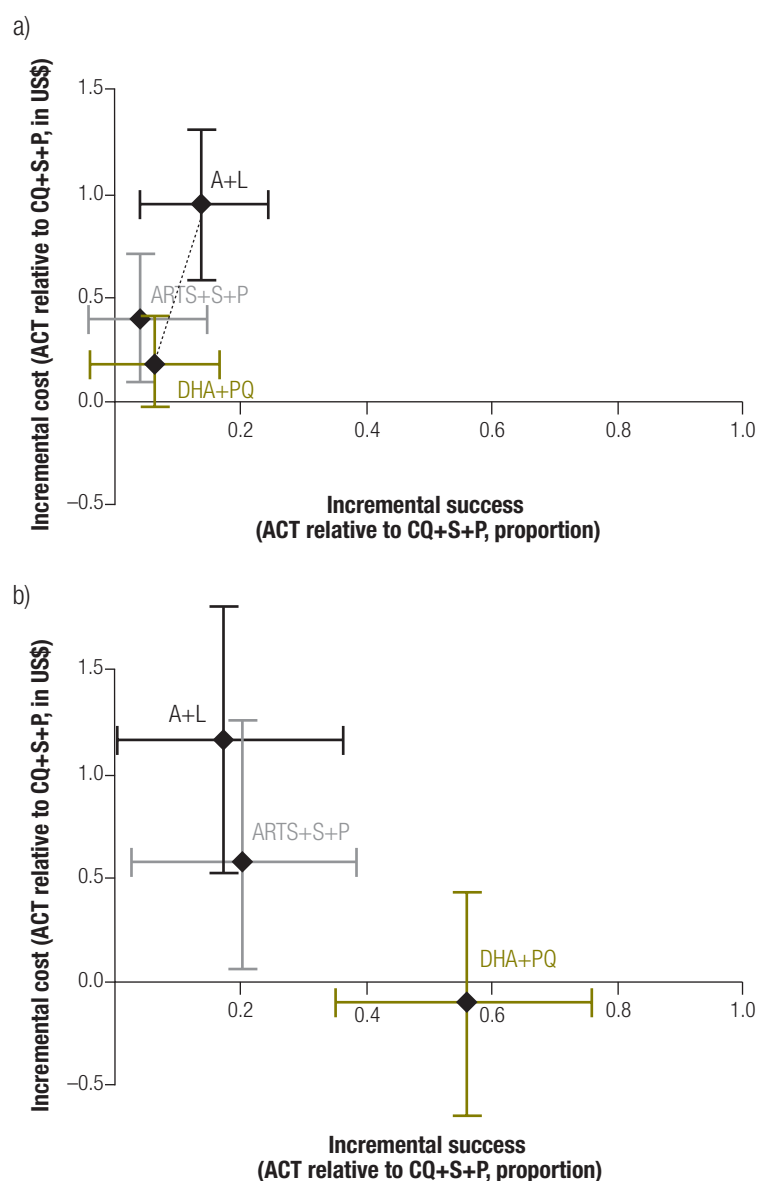 a)
Incremental cost (ACT relative to CQ+S+P, in US$)
1.5
1.0
0.5
0.0
–0.5
A+L
ARTS+S+P
DHA+PQ
0.2
0.4
0.6
0.8
1.0
Incremental success
(ACT relative to CQ+S+P, proportion)
b)
Incremental cost (ACT relative to CQ+S+P, in US$)
1.5
1.0
0.5
0.0
–0.5
A+L
ARTS+S+P
DHA+PQ
0.2
0.4
0.6
0.8
1.0
Incremental success
(ACT relative to CQ+S+P, proportion)